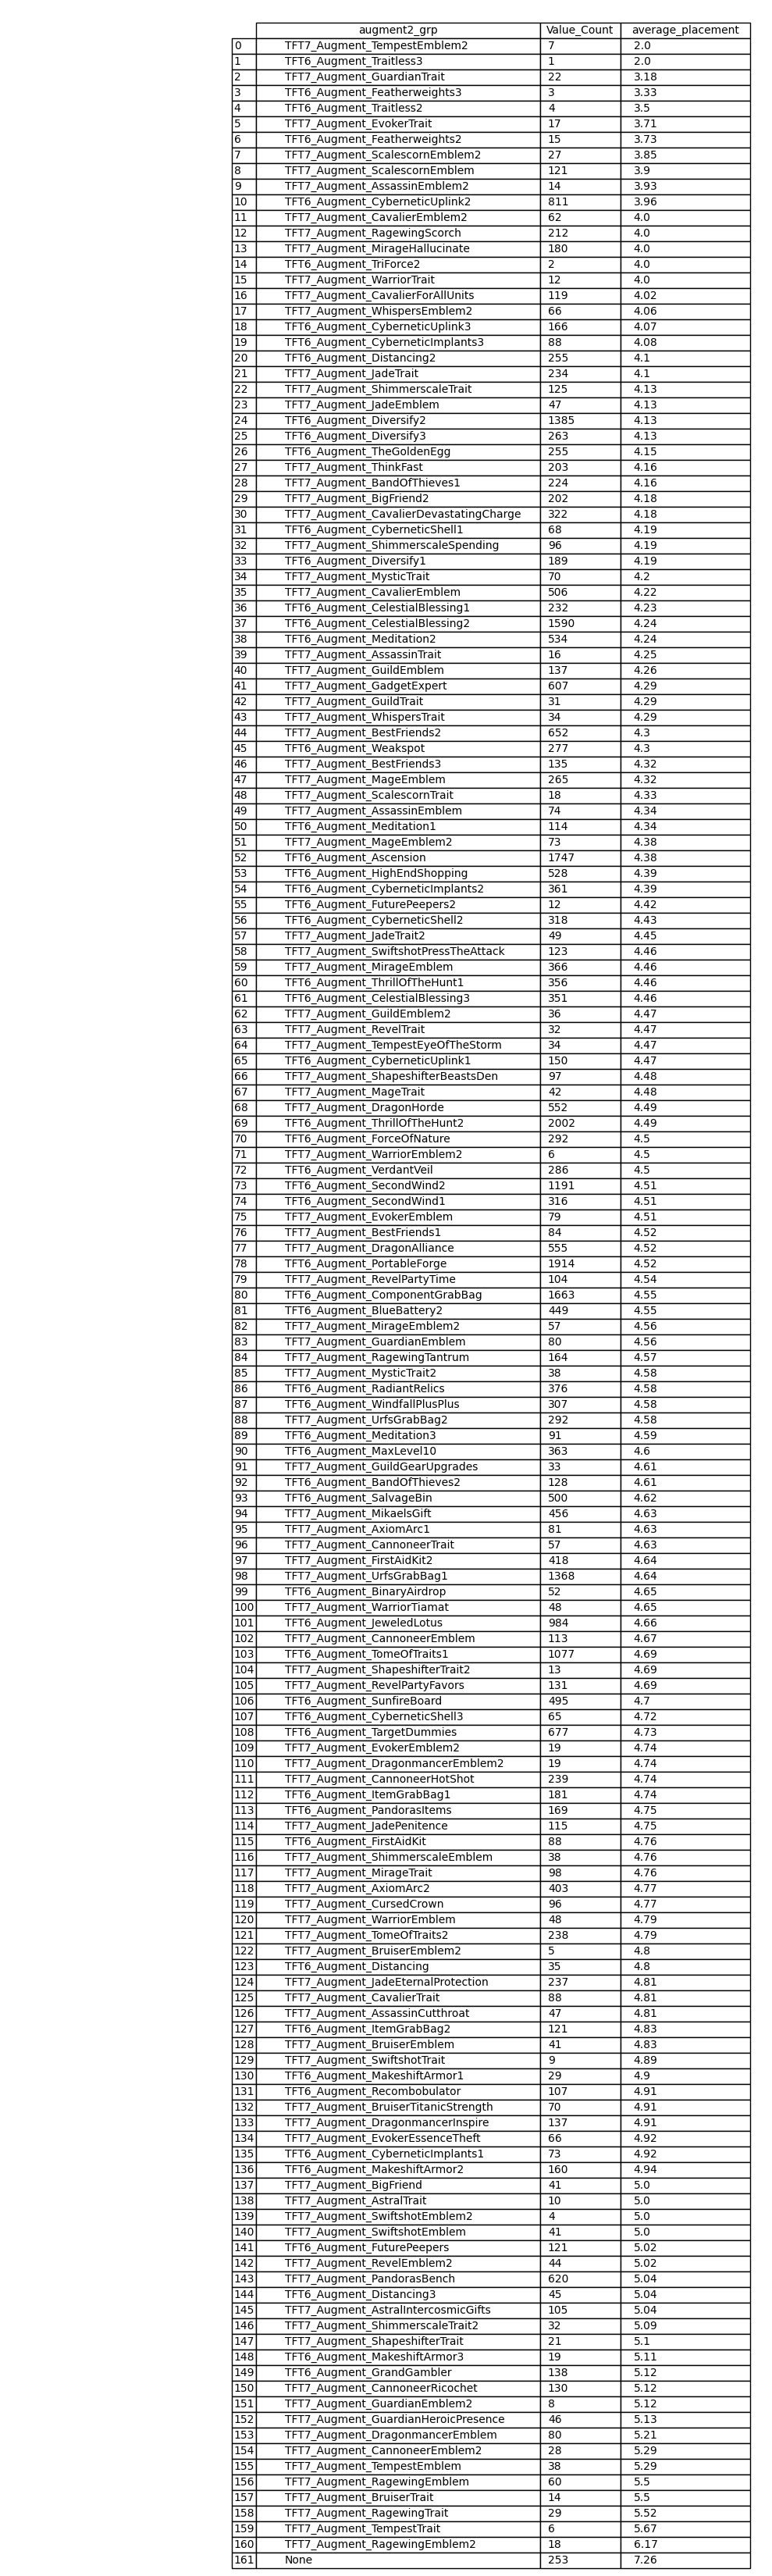 augment2_grp Value_Count average_placement
0 TFT7_Augment_TempestEmblem2 7 2.0
1 TFT6_Augment_Traitless3 1 2.0
2 TFT7_Augment_GuardianTrait 22 3.18
3 TFT6_Augment_Featherweights3 3 3.33
4 TFT6_Augment_Traitless2 4 3.5
5 TFT7_Augment_EvokerTrait 17 3.71
6 TFT6_Augment_Featherweights2 15 3.73
7 TFT7_Augment_ScalescornEmblem2 27 3.85
8 TFT7_Augment_ScalescornEmblem 121 3.9
9 TFT7_Augment_AssassinEmblem2 14 3.93
10 TFT6_Augment_CyberneticUplink2 811 3.96
11 TFT7_Augment_CavalierEmblem2 62 4.0
12 TFT7_Augment_RagewingScorch 212 4.0
13 TFT7_Augment_MirageHallucinate 180 4.0
14 TFT6_Augment_TriForce2 2 4.0
15 TFT7_Augment_WarriorTrait 12 4.0
16 TFT7_Augment_CavalierForAllUnits 119 4.02
17 TFT7_Augment_WhispersEmblem2 66 4.06
18 TFT6_Augment_CyberneticUplink3 166 4.07
19 TFT6_Augment_CyberneticImplants3 88 4.08
20 TFT6_Augment_Distancing2 255 4.1
21 TFT7_Augment_JadeTrait 234 4.1
22 TFT7_Augment_ShimmerscaleTrait 125 4.13
23 TFT7_Augment_JadeEmblem 47 4.13
24 TFT6_Augment_Diversify2 1385 4.13
25 TFT6_Augment_Diversify3 263 4.13
26 TFT6_Augment_TheGoldenEgg 255 4.15
27 TFT7_Augment_ThinkFast 203 4.16
28 TFT7_Augment_BandOfThieves1 224 4.16
29 TFT7_Augment_BigFriend2 202 4.18
30 TFT7_Augment_CavalierDevastatingCharge 322 4.18
31 TFT6_Augment_CyberneticShell1 68 4.19
32 TFT7_Augment_ShimmerscaleSpending 96 4.19
33 TFT6_Augment_Diversify1 189 4.19
34 TFT7_Augment_MysticTrait 70 4.2
35 TFT7_Augment_CavalierEmblem 506 4.22
36 TFT6_Augment_CelestialBlessing1 232 4.23
37 TFT6_Augment_CelestialBlessing2 1590 4.24
38 TFT6_Augment_Meditation2 534 4.24
39 TFT7_Augment_AssassinTrait 16 4.25
40 TFT7_Augment_GuildEmblem 137 4.26
41 TFT7_Augment_GadgetExpert 607 4.29
42 TFT7_Augment_GuildTrait 31 4.29
43 TFT7_Augment_WhispersTrait 34 4.29
44 TFT7_Augment_BestFriends2 652 4.3
45 TFT6_Augment_Weakspot 277 4.3
46 TFT7_Augment_BestFriends3 135 4.32
47 TFT7_Augment_MageEmblem 265 4.32
48 TFT7_Augment_ScalescornTrait 18 4.33
49 TFT7_Augment_AssassinEmblem 74 4.34
50 TFT6_Augment_Meditation1 114 4.34
51 TFT7_Augment_MageEmblem2 73 4.38
52 TFT6_Augment_Ascension 1747 4.38
53 TFT6_Augment_HighEndShopping 528 4.39
54 TFT6_Augment_CyberneticImplants2 361 4.39
55 TFT6_Augment_FuturePeepers2 12 4.42
56 TFT6_Augment_CyberneticShell2 318 4.43
57 TFT7_Augment_JadeTrait2 49 4.45
58 TFT7_Augment_SwiftshotPressTheAttack 123 4.46
59 TFT7_Augment_MirageEmblem 366 4.46
60 TFT6_Augment_ThrillOfTheHunt1 356 4.46
61 TFT6_Augment_CelestialBlessing3 351 4.46
62 TFT7_Augment_GuildEmblem2 36 4.47
63 TFT7_Augment_RevelTrait 32 4.47
64 TFT7_Augment_TempestEyeOfTheStorm 34 4.47
65 TFT6_Augment_CyberneticUplink1 150 4.47
66 TFT7_Augment_ShapeshifterBeastsDen 97 4.48
67 TFT7_Augment_MageTrait 42 4.48
68 TFT7_Augment_DragonHorde 552 4.49
69 TFT6_Augment_ThrillOfTheHunt2 2002 4.49
70 TFT6_Augment_ForceOfNature 292 4.5
71 TFT7_Augment_WarriorEmblem2 6 4.5
72 TFT6_Augment_VerdantVeil 286 4.5
73 TFT6_Augment_SecondWind2 1191 4.51
74 TFT6_Augment_SecondWind1 316 4.51
75 TFT7_Augment_EvokerEmblem 79 4.51
76 TFT7_Augment_BestFriends1 84 4.52
77 TFT7_Augment_DragonAlliance 555 4.52
78 TFT6_Augment_PortableForge 1914 4.52
79 TFT7_Augment_RevelPartyTime 104 4.54
80 TFT6_Augment_ComponentGrabBag 1663 4.55
81 TFT6_Augment_BlueBattery2 449 4.55
82 TFT7_Augment_MirageEmblem2 57 4.56
83 TFT7_Augment_GuardianEmblem 80 4.56
84 TFT7_Augment_RagewingTantrum 164 4.57
85 TFT7_Augment_MysticTrait2 38 4.58
86 TFT6_Augment_RadiantRelics 376 4.58
87 TFT6_Augment_WindfallPlusPlus 307 4.58
88 TFT7_Augment_UrfsGrabBag2 292 4.58
89 TFT6_Augment_Meditation3 91 4.59
90 TFT6_Augment_MaxLevel10 363 4.6
91 TFT7_Augment_GuildGearUpgrades 33 4.61
92 TFT6_Augment_BandOfThieves2 128 4.61
93 TFT6_Augment_SalvageBin 500 4.62
94 TFT7_Augment_MikaelsGift 456 4.63
95 TFT7_Augment_AxiomArc1 81 4.63
96 TFT7_Augment_CannoneerTrait 57 4.63
97 TFT7_Augment_FirstAidKit2 418 4.64
98 TFT7_Augment_UrfsGrabBag1 1368 4.64
99 TFT6_Augment_BinaryAirdrop 52 4.65
100 TFT7_Augment_WarriorTiamat 48 4.65
101 TFT6_Augment_JeweledLotus 984 4.66
102 TFT7_Augment_CannoneerEmblem 113 4.67
103 TFT6_Augment_TomeOfTraits1 1077 4.69
104 TFT7_Augment_ShapeshifterTrait2 13 4.69
105 TFT7_Augment_RevelPartyFavors 131 4.69
106 TFT6_Augment_SunfireBoard 495 4.7
107 TFT6_Augment_CyberneticShell3 65 4.72
108 TFT6_Augment_TargetDummies 677 4.73
109 TFT7_Augment_EvokerEmblem2 19 4.74
110 TFT7_Augment_DragonmancerEmblem2 19 4.74
111 TFT7_Augment_CannoneerHotShot 239 4.74
112 TFT6_Augment_ItemGrabBag1 181 4.74
113 TFT6_Augment_PandorasItems 169 4.75
114 TFT7_Augment_JadePenitence 115 4.75
115 TFT6_Augment_FirstAidKit 88 4.76
116 TFT7_Augment_ShimmerscaleEmblem 38 4.76
117 TFT7_Augment_MirageTrait 98 4.76
118 TFT7_Augment_AxiomArc2 403 4.77
119 TFT7_Augment_CursedCrown 96 4.77
120 TFT7_Augment_WarriorEmblem 48 4.79
121 TFT7_Augment_TomeOfTraits2 238 4.79
122 TFT7_Augment_BruiserEmblem2 5 4.8
123 TFT6_Augment_Distancing 35 4.8
124 TFT7_Augment_JadeEternalProtection 237 4.81
125 TFT7_Augment_CavalierTrait 88 4.81
126 TFT7_Augment_AssassinCutthroat 47 4.81
127 TFT6_Augment_ItemGrabBag2 121 4.83
128 TFT7_Augment_BruiserEmblem 41 4.83
129 TFT7_Augment_SwiftshotTrait 9 4.89
130 TFT6_Augment_MakeshiftArmor1 29 4.9
131 TFT6_Augment_Recombobulator 107 4.91
132 TFT7_Augment_BruiserTitanicStrength 70 4.91
133 TFT7_Augment_DragonmancerInspire 137 4.91
134 TFT7_Augment_EvokerEssenceTheft 66 4.92
135 TFT6_Augment_CyberneticImplants1 73 4.92
136 TFT6_Augment_MakeshiftArmor2 160 4.94
137 TFT7_Augment_BigFriend 41 5.0
138 TFT7_Augment_AstralTrait 10 5.0
139 TFT7_Augment_SwiftshotEmblem2 4 5.0
140 TFT7_Augment_SwiftshotEmblem 41 5.0
141 TFT6_Augment_FuturePeepers 121 5.02
142 TFT7_Augment_RevelEmblem2 44 5.02
143 TFT7_Augment_PandorasBench 620 5.04
144 TFT6_Augment_Distancing3 45 5.04
145 TFT7_Augment_AstralIntercosmicGifts 105 5.04
146 TFT7_Augment_ShimmerscaleTrait2 32 5.09
147 TFT7_Augment_ShapeshifterTrait 21 5.1
148 TFT6_Augment_MakeshiftArmor3 19 5.11
149 TFT6_Augment_GrandGambler 138 5.12
150 TFT7_Augment_CannoneerRicochet 130 5.12
151 TFT7_Augment_GuardianEmblem2 8 5.12
152 TFT7_Augment_GuardianHeroicPresence 46 5.13
153 TFT7_Augment_DragonmancerEmblem 80 5.21
154 TFT7_Augment_CannoneerEmblem2 28 5.29
155 TFT7_Augment_TempestEmblem 38 5.29
156 TFT7_Augment_RagewingEmblem 60 5.5
157 TFT7_Augment_BruiserTrait 14 5.5
158 TFT7_Augment_RagewingTrait 29 5.52
159 TFT7_Augment_TempestTrait 6 5.67
160 TFT7_Augment_RagewingEmblem2 18 6.17
161 None 253 7.26